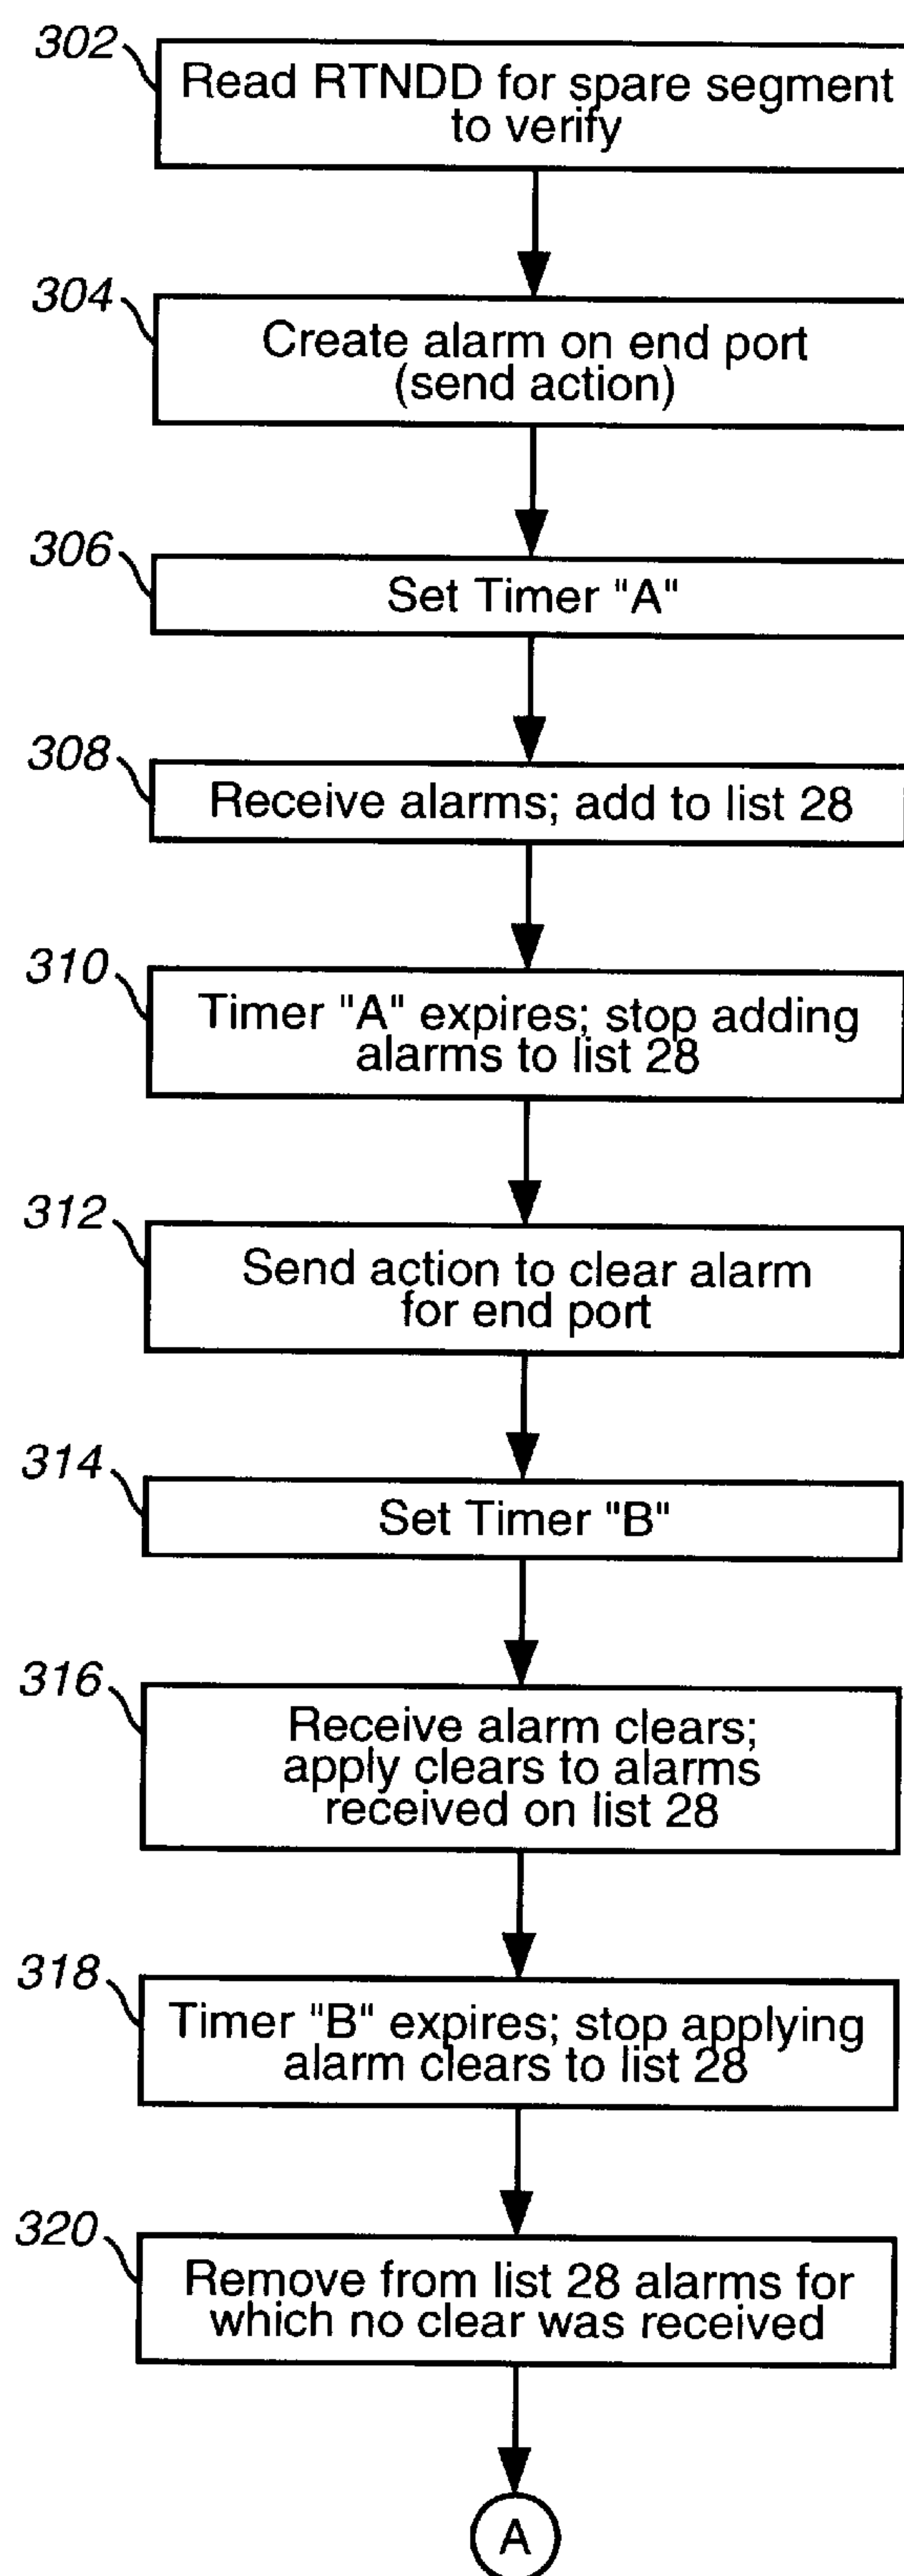 302
Read RTNDD for spare segment
to verify
304
Create alarm on end port
(send action)
306
Set Timer "A"
308
Receive alarms; add to list 28
310
Timer "A" expires; stop adding
alarms to list 28
312
Send action to clear alarm
for end port
314
Set Timer "B"
316
Receive alarm clears;
apply clears to alarms
received on list 28
318
Timer "B" expires; stop applying
alarm clears to list 28
320
Remove from list 28 alarms for
which no clear was received
A